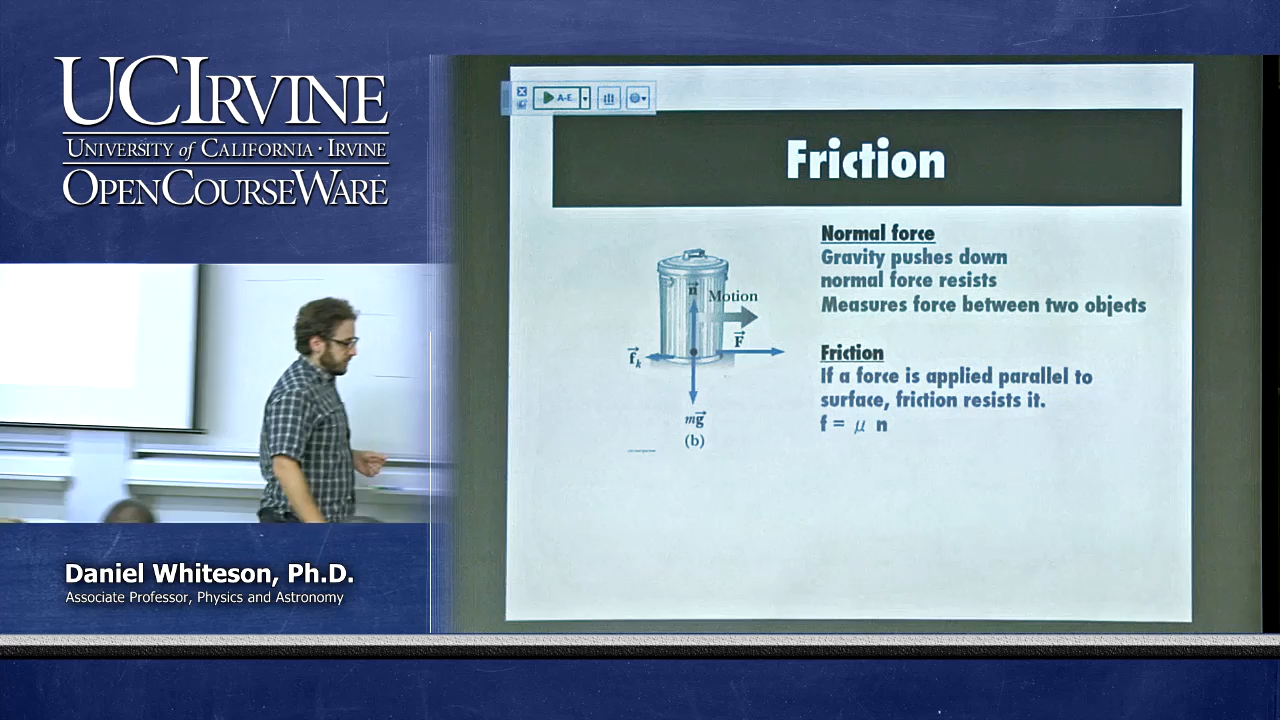 UCIRVINE
UNIVERSITY of CALIFORNIA · IRVINE
OPENCOURSEWARE
A-E
Friction
Normal force
Gravity pushes down
normal force resists
Measures force between two objects
Friction
If a force is applied parallel to
surface, friction resists it.
f = μ n
n
Motion
F
fk
mg
(b)
Daniel Whiteson, Ph.D.
Associate Professor, Physics and Astronomy